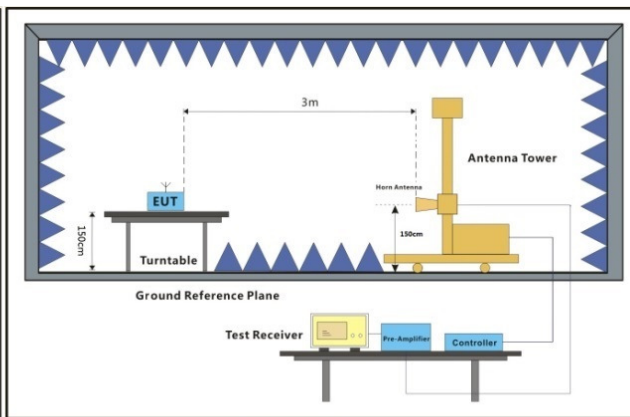 3m
Antenna Tower
Horn Antenna
EUT
150cm
150cm
Turntable
Ground Reference Plane
Test Receiver
Pre-Amplifier
Controller